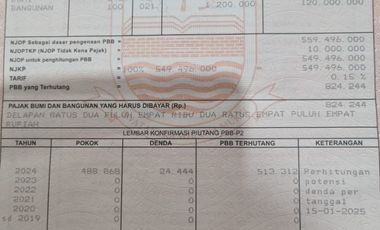 BANGUNAN 100 021 1.200.000 120.000.000
NJOP Sebagai dasar pengenaan PBB = 559.496.000
NJOPTKP (NJOP Tidak Kena Pajak) = 10.000.000
NJOP untuk penghitungan PBB = 549.496.000
NJKP = 100% 549.496.000 549.496.000
TARIF = 0.15 %
PBB yang Terhutang = 824.244
PAJAK BUMI DAN BANGUNAN YANG HARUS DIBAYAR (Rp.) 824.244
DELAPAN RATUS DUA PULUH EMPAT RIBU DUA RATUS EMPAT PULUH EMPAT
RUPIAH
LEMBAR KONFIRMASI PIUTANG PBB-P2
TAHUN POKOK DENDA PBB TERHUTANG KETERANGAN
2024 488.868 24.444 513.312 Perhitungan
2023 0 0 0 potensi
2022 0 0 0 denda per
2021 0 0 0 tanggal
2020 0 0 0 15-01-2025
sd 2019 0 0 0